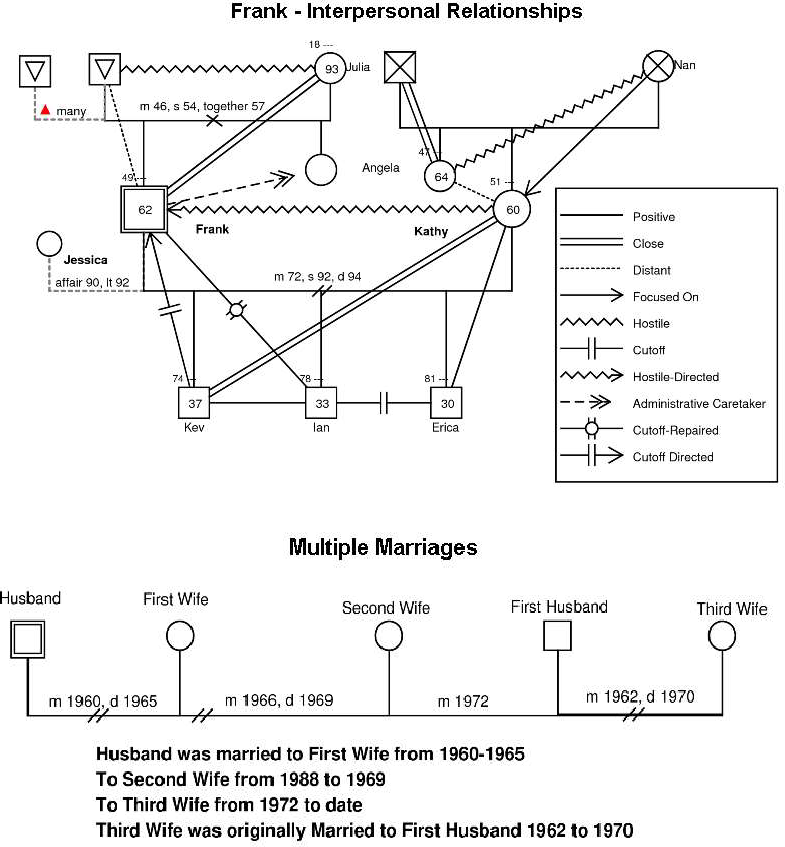 Frank - Interpersonal Relationships
18
93
Julia
Nan
many
m 46, s 54, together 57
47
Angela
64
49
51
62
60
Frank
Kathy
Jessica
affair 90, lt 92
m 72, s 92, d 94
74
78
81
37
33
30
Kev
Ian
Erica
Positive
Close
Distant
Focused On
Hostile
Cutoff
Hostile-Directed
Administrative Caretaker
Cutoff-Repaired
Cutoff Directed
Multiple Marriages
Husband
First Wife
Second Wife
First Husband
Third Wife
m 1960, d 1965
m 1966, d 1969
m 1972
m 1962, d 1970
Husband was married to First Wife from 1960-1965
To Second Wife from 1988 to 1969
To Third Wife from 1972 to date
Third Wife was originally Married to First Husband 1962 to 1970